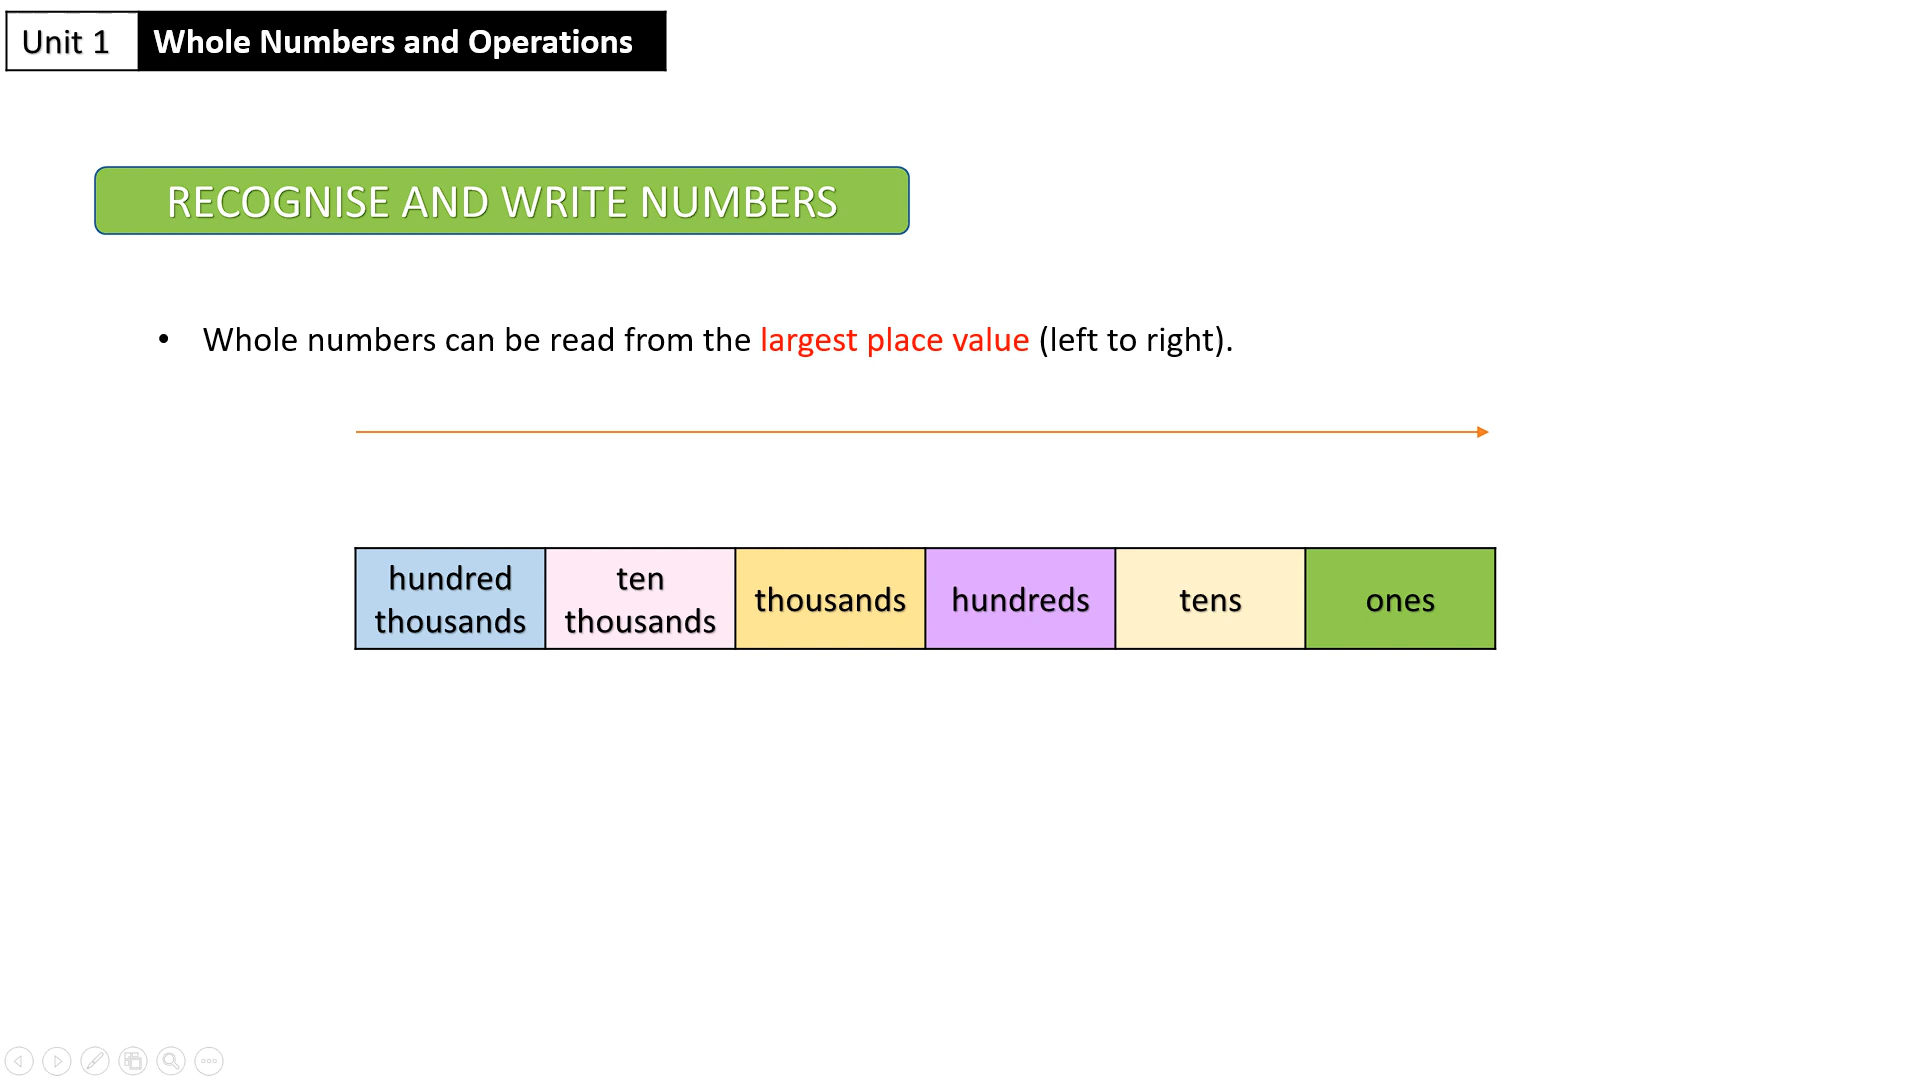 Unit 1 Whole Numbers and Operations
RECOGNISE AND WRITE NUMBERS
• Whole numbers can be read from the largest place value (left to right).
hundred thousands ten thousands thousands hundreds tens ones